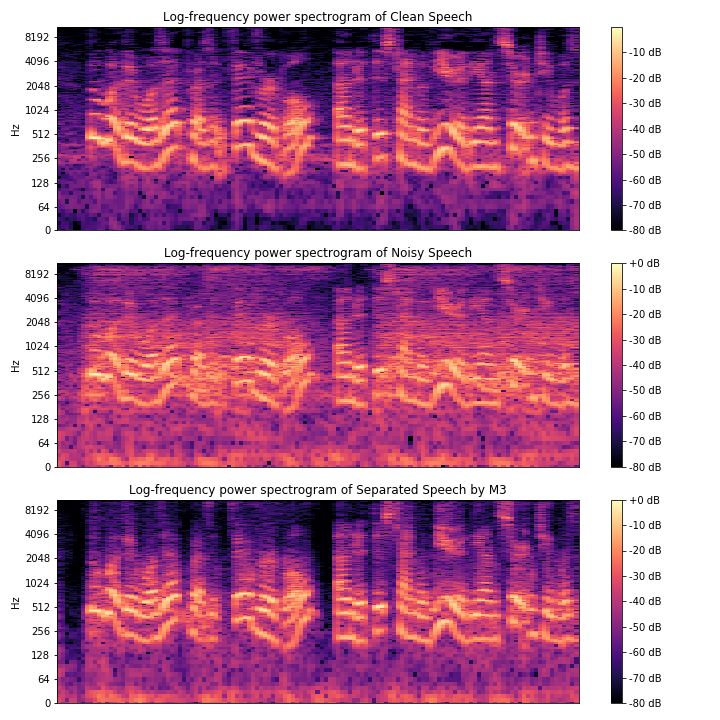 Log-frequency power spectrogram of Clean Speech
8192
4096
2048
1024
512
256
128
64
0
Hz
-10 dB
-20 dB
-30 dB
-40 dB
-50 dB
-60 dB
-70 dB
-80 dB
Log-frequency power spectrogram of Noisy Speech
8192
4096
2048
1024
512
256
128
64
0
Hz
+0 dB
-10 dB
-20 dB
-30 dB
-40 dB
-50 dB
-60 dB
-70 dB
-80 dB
Log-frequency power spectrogram of Separated Speech by M3
8192
4096
2048
1024
512
256
128
64
0
Hz
+0 dB
-10 dB
-20 dB
-30 dB
-40 dB
-50 dB
-60 dB
-70 dB
-80 dB